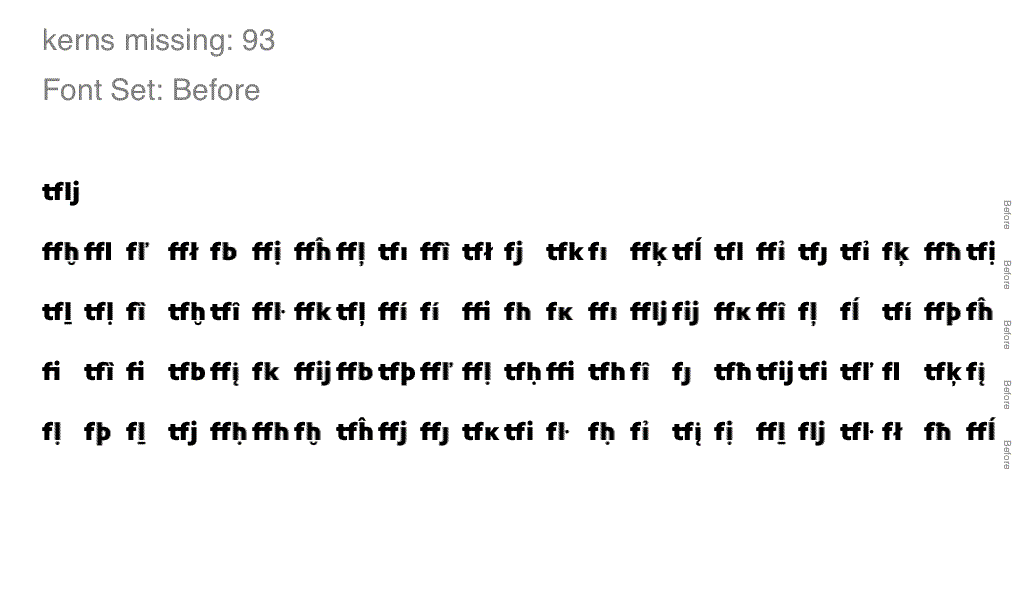 kerns missing: 93
Font Set: Before
tflj
ffḫ ffl fľ ffł fb ffị ffĥ ffļ tfı ffì tfł fj tfk fı ffķ tfĺ tfl ffỉ tfȷ tfỉ fķ ffħ tfị
tfḻ tfḷ fì tfḫ tfî ffŀ ffk tfļ ffí fí ffi fh fĸ ffı fflj fij ffĸ ffî fļ fĺ tfí ffþ fĥ
fi tfì fi tfb ffį fk ffij ffb tfþ ffľ ffḷ tfḥ ffi tfh fî fȷ tfħ tfij tfi tfľ fl tfķ fį
fḷ fþ fḻ tfj ffḥ ffh fḫ tfĥ ffj ffȷ tfĸ tfi fŀ fḥ fỉ tfį fị ffḻ flj tfŀ fł fħ ffĺ
Before
Before
Before
Before
Before